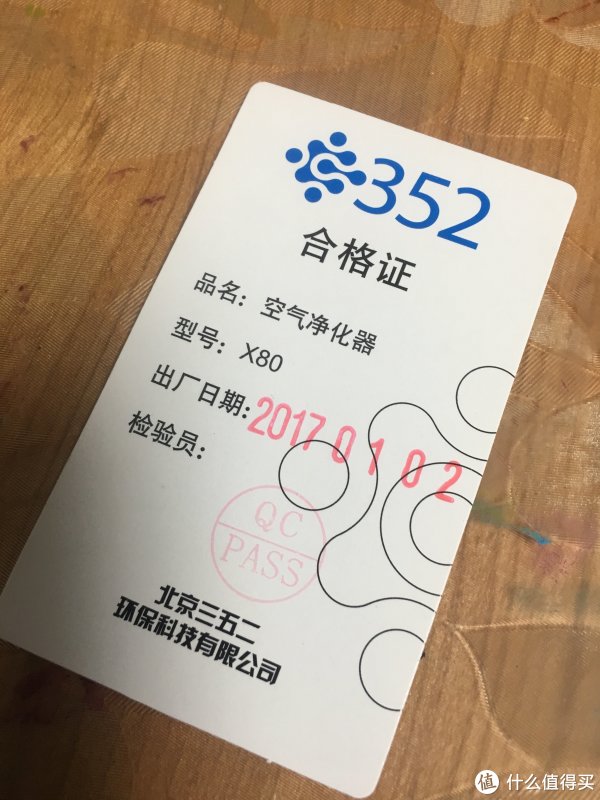 352
合格证
品名: 空气净化器
型号: X80
出厂日期: 2017 01 02
检验员:
QC
PASS
北京三五二
环保科技有限公司
值 什么值得买